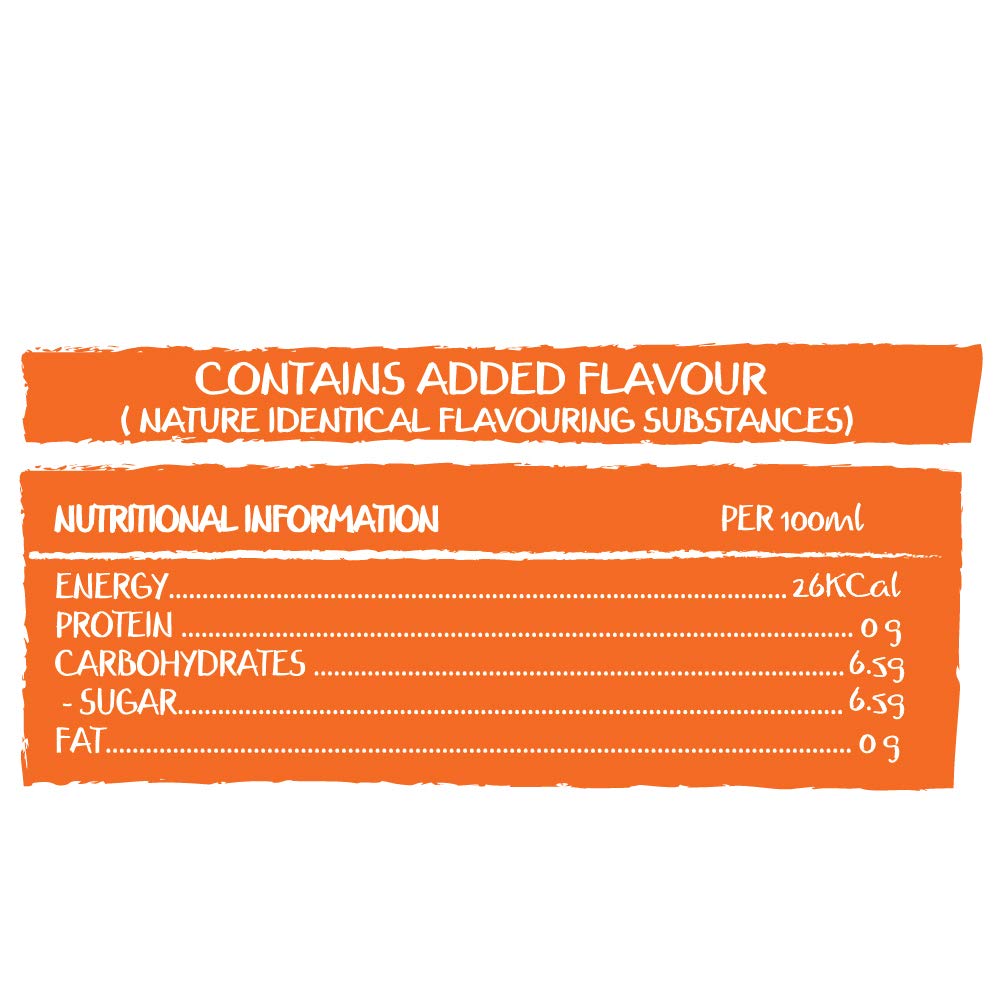 CONTAINS ADDED FLAVOUR
( NATURE IDENTICAL FLAVOURING SUBSTANCES)
NUTRITIONAL INFORMATION PER 100ml
ENERGY 26KCal
PROTEIN 0 g
CARBOHYDRATES 6.5g
- SUGAR 6.5g
FAT 0 g